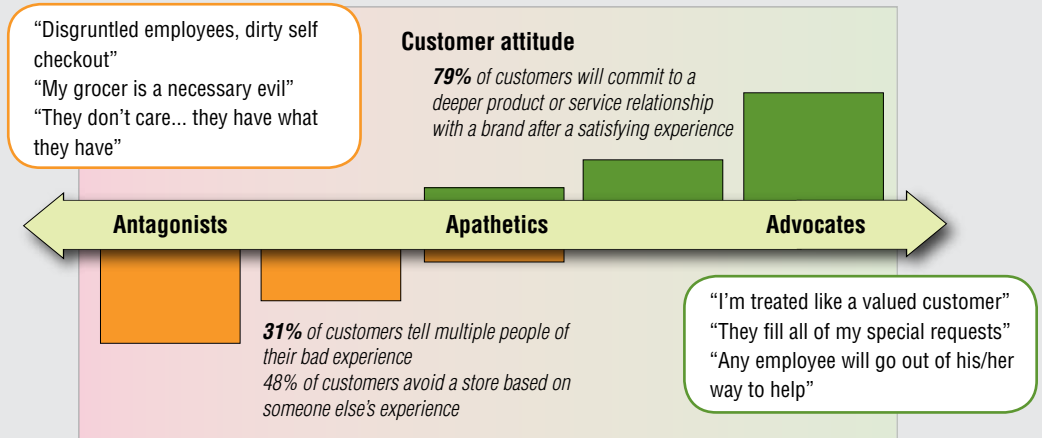 “Disgruntled employees, dirty self
checkout”
“My grocer is a necessary evil”
“They don’t care... they have what
they have”
Customer attitude
79% of customers will commit to a
deeper product or service relationship
with a brand after a satisfying experience
Antagonists
Apathetics
Advocates
31% of customers tell multiple people of
their bad experience
48% of customers avoid a store based on
someone else’s experience
“I’m treated like a valued customer”
“They fill all of my special requests”
“Any employee will go out of his/her
way to help”